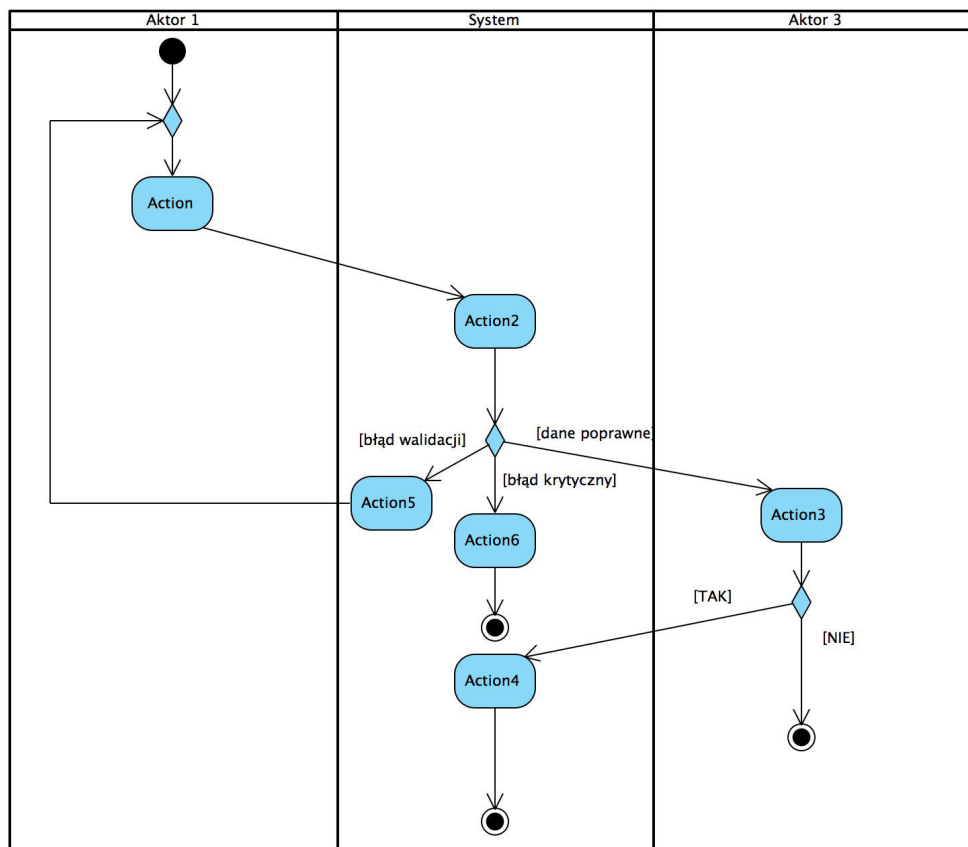 Aktor 1
System
Aktor 3
Action
Action2
[dane poprawne]
[błąd walidacji]
[błąd krytyczny]
Action5
Action3
Action6
[TAK]
[NIE]
Action4